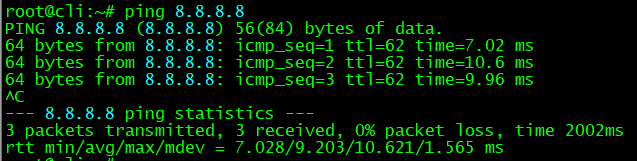 root@cli:~# ping 8.8.8.8
PING 8.8.8.8 (8.8.8.8) 56(84) bytes of data.
64 bytes from 8.8.8.8: icmp_seq=1 ttl=62 time=7.02 ms
64 bytes from 8.8.8.8: icmp_seq=2 ttl=62 time=10.6 ms
64 bytes from 8.8.8.8: icmp_seq=3 ttl=62 time=9.96 ms
^C
--- 8.8.8.8 ping statistics ---
3 packets transmitted, 3 received, 0% packet loss, time 2002ms
rtt min/avg/max/mdev = 7.028/9.203/10.621/1.565 ms